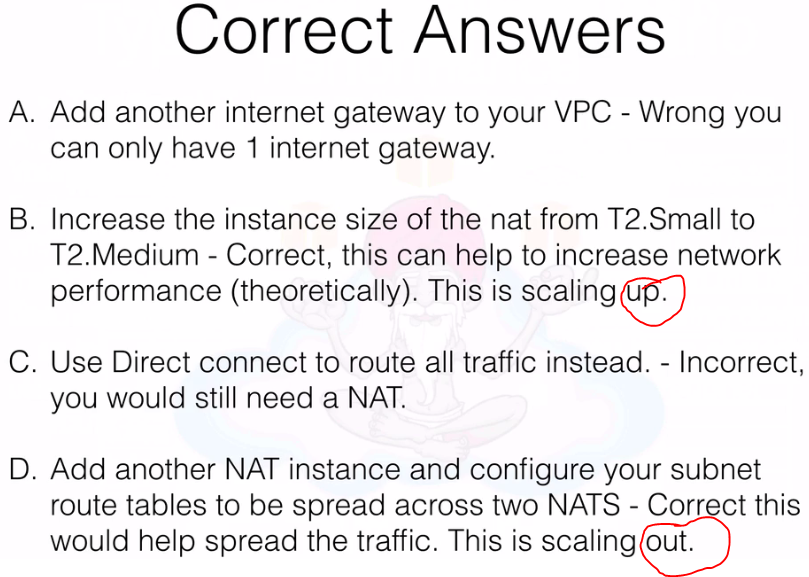 Correct Answers
A. Add another internet gateway to your VPC - Wrong you
can only have 1 internet gateway.
B. Increase the instance size of the nat from T2.Small to
T2.Medium - Correct, this can help to increase network
performance (theoretically). This is scaling up.
C. Use Direct connect to route all traffic instead. - Incorrect,
you would still need a NAT.
D. Add another NAT instance and configure your subnet
route tables to be spread across two NATS - Correct this
would help spread the traffic. This is scaling out.